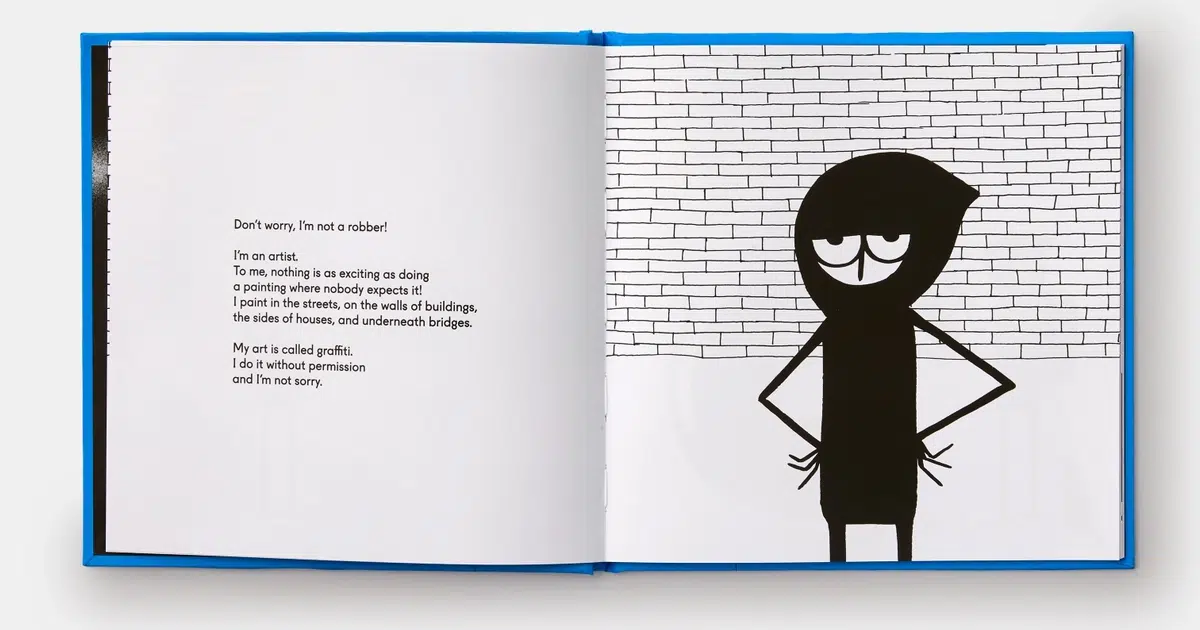 Don't worry, I'm not a robber!
I'm an artist.
To me, nothing is as exciting as doing
a painting where nobody expects it!
I paint in the streets, on the walls of buildings,
the sides of houses, and underneath bridges.
My art is called graffiti.
I do it without permission
and I'm not sorry.